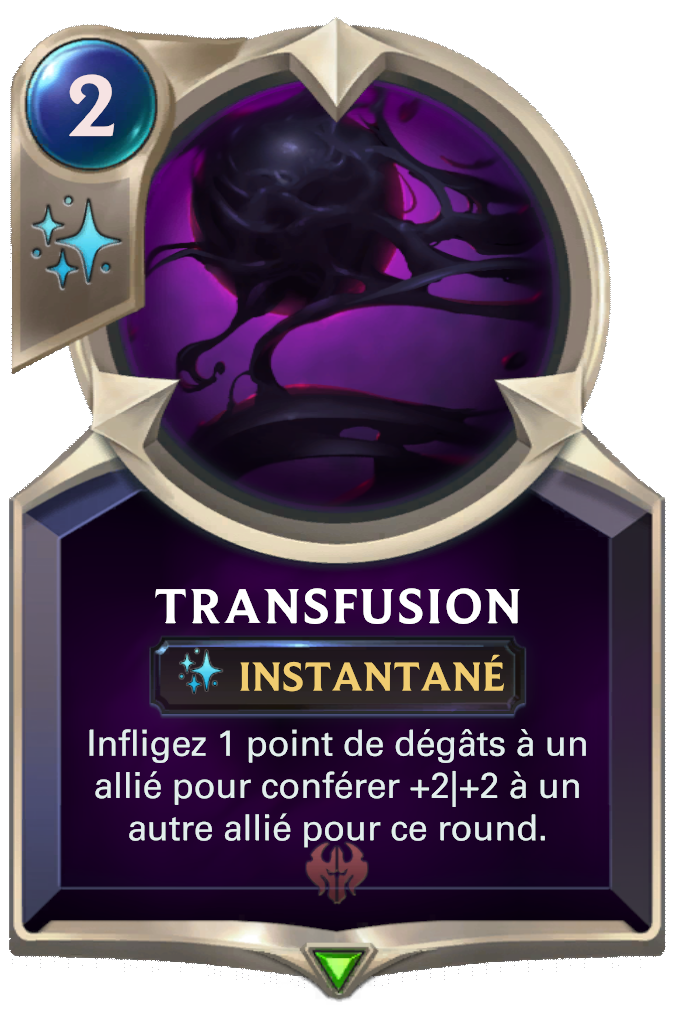 2
TRANSFUSION
INSTANTANÉ
Infligez 1 point de dégâts à un
allié pour conférer +2|+2 à un
autre allié pour ce round.